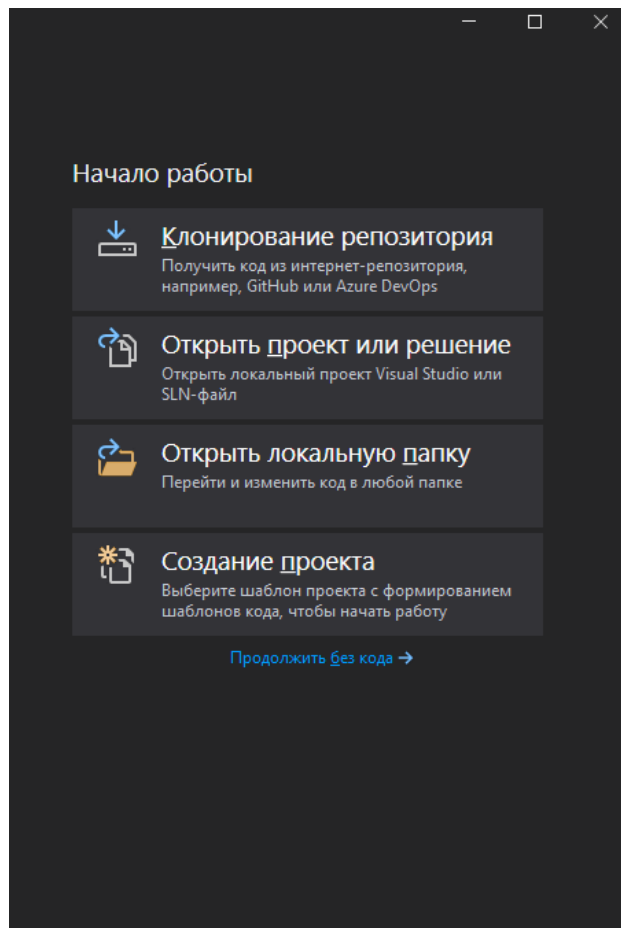 Начало работы
Клонирование репозитория
Получить код из интернет-репозитория,
например, GitHub или Azure DevOps
Открыть проект или решение
Открыть локальный проект Visual Studio или
SLN-файл
Открыть локальную папку
Перейти и изменить код в любой папке
Создание проекта
Выберите шаблон проекта с формированием
шаблонов кода, чтобы начать работу
Продолжить без кода →